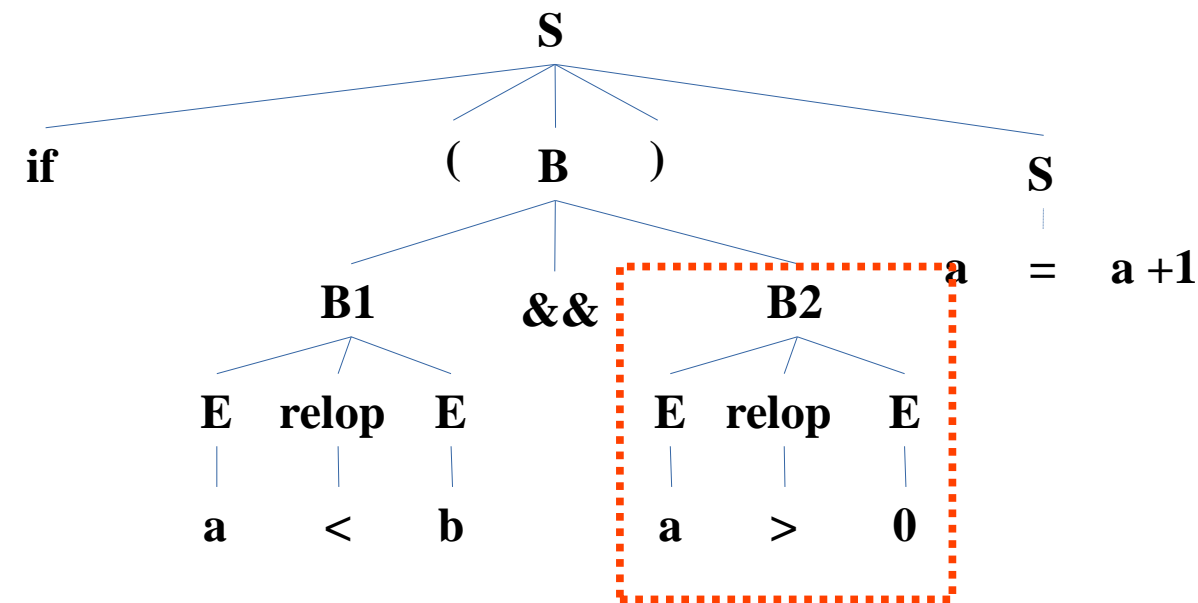 S
if ( B ) S
a = a +1
B1 && B2
E relop E E relop E
a < b a > 0